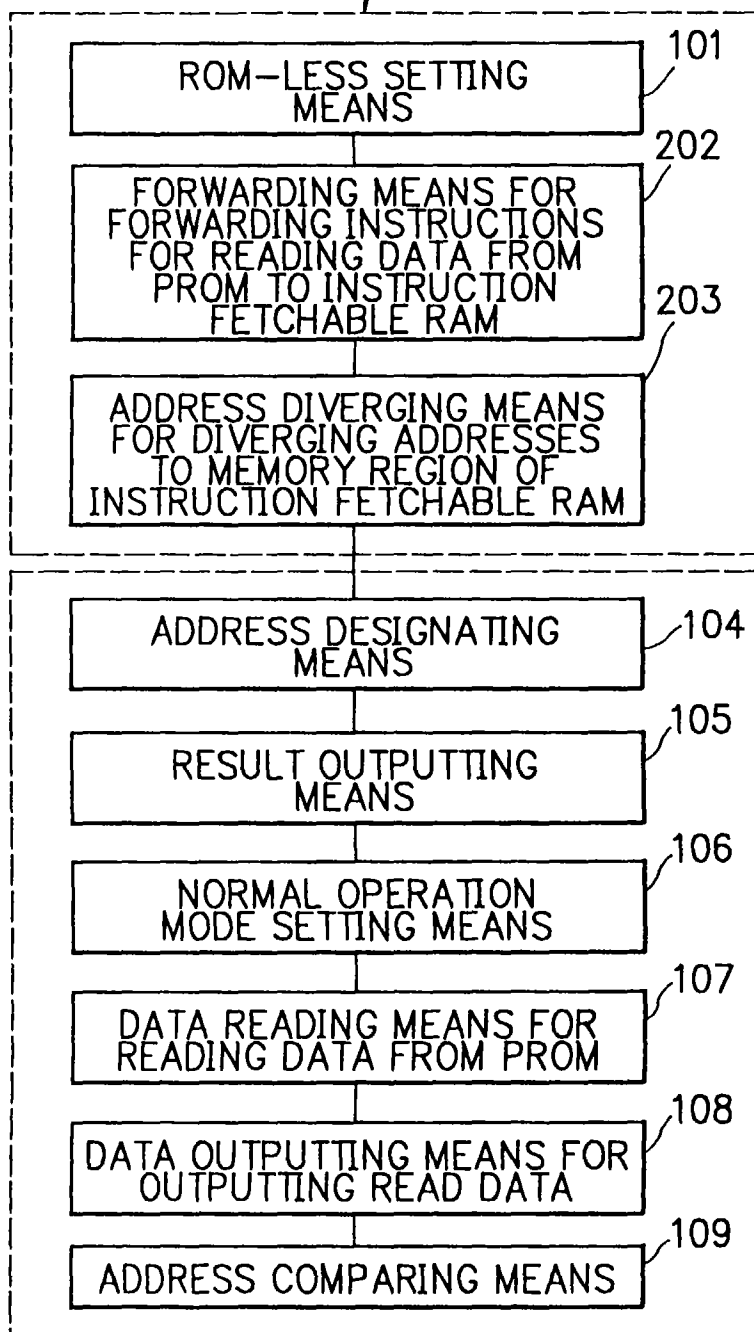 101
ROM-LESS SETTING
MEANS
202
FORWARDING MEANS FOR
FORWARDING INSTRUCTIONS
FOR READING DATA FROM
PROM TO INSTRUCTION
FETCHABLE RAM
203
ADDRESS DIVERGING MEANS
FOR DIVERGING ADDRESSES
TO MEMORY REGION OF
INSTRUCTION FETCHABLE RAM
ADDRESS DESIGNATING
MEANS
104
105
RESULT OUTPUTTING
MEANS
106
NORMAL OPERATION
MODE SETTING MEANS
107
DATA READING MEANS FOR
READING DATA FROM PROM
108
DATA OUTPUTTING MEANS FOR
OUTPUTTING READ DATA
109
ADDRESS COMPARING MEANS